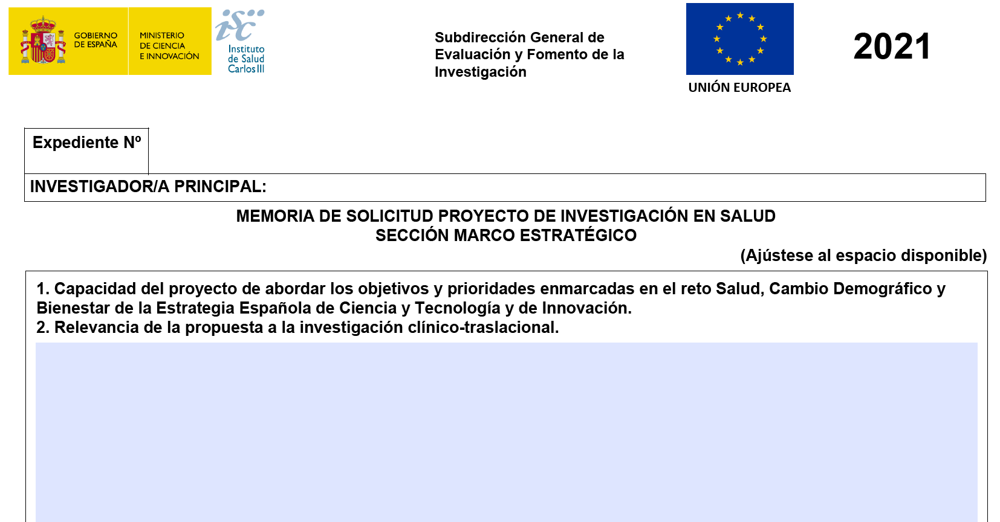 GOBIERNO
DE ESPAÑA
MINISTERIO
DE CIENCIA
E INNOVACIÓN
isc
Instituto
de Salud
Carlos III
Subdirección General de
Evaluación y Fomento de la
Investigación
UNIÓN EUROPEA
2021
Expediente Nº
INVESTIGADOR/A PRINCIPAL:
MEMORIA DE SOLICITUD PROYECTO DE INVESTIGACIÓN EN SALUD
SECCIÓN MARCO ESTRATÉGICO
(Ajústese al espacio disponible)
1. Capacidad del proyecto de abordar los objetivos y prioridades enmarcadas en el reto Salud, Cambio Demográfico y
Bienestar de la Estrategia Española de Ciencia y Tecnología y de Innovación.
2. Relevancia de la propuesta a la investigación clínico-traslacional.